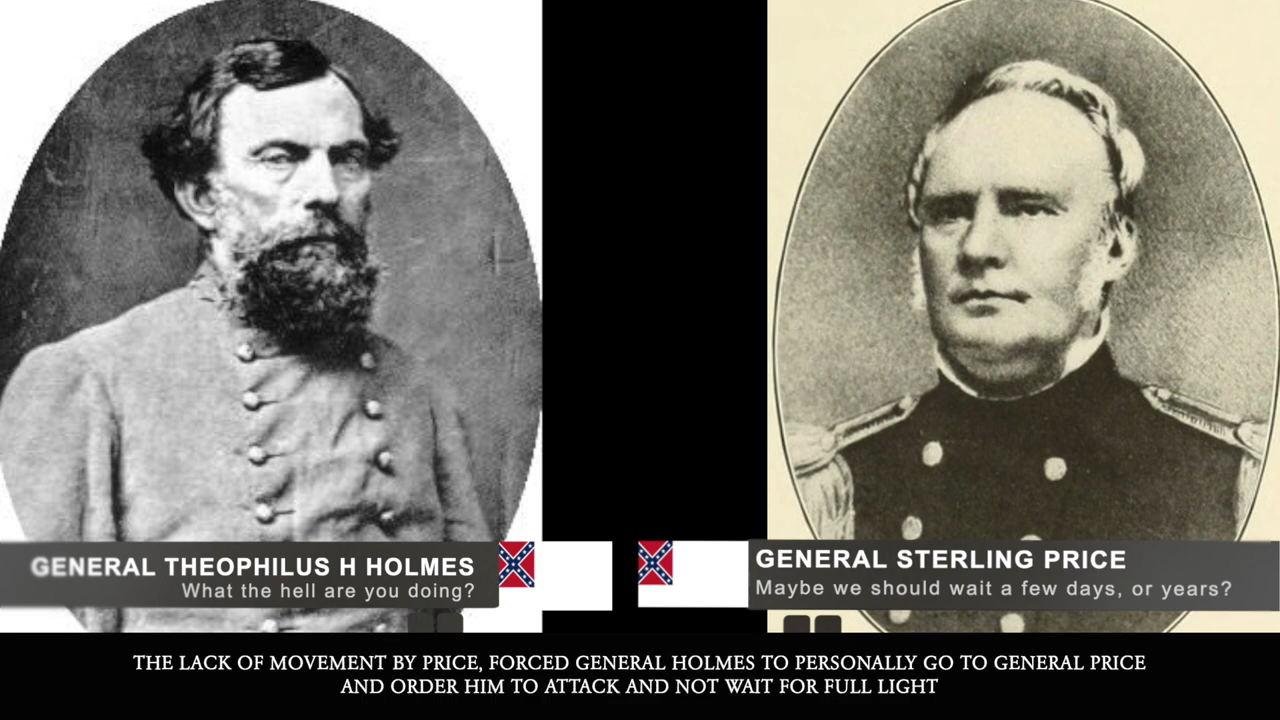 GENERAL THEOPHILUS H HOLMES
What the hell are you doing?
GENERAL STERLING PRICE
Maybe we should wait a few days, or years?
THE LACK OF MOVEMENT BY PRICE, FORCED GENERAL HOLMES TO PERSONALLY GO TO GENERAL PRICE
AND ORDER HIM TO ATTACK AND NOT WAIT FOR FULL LIGHT